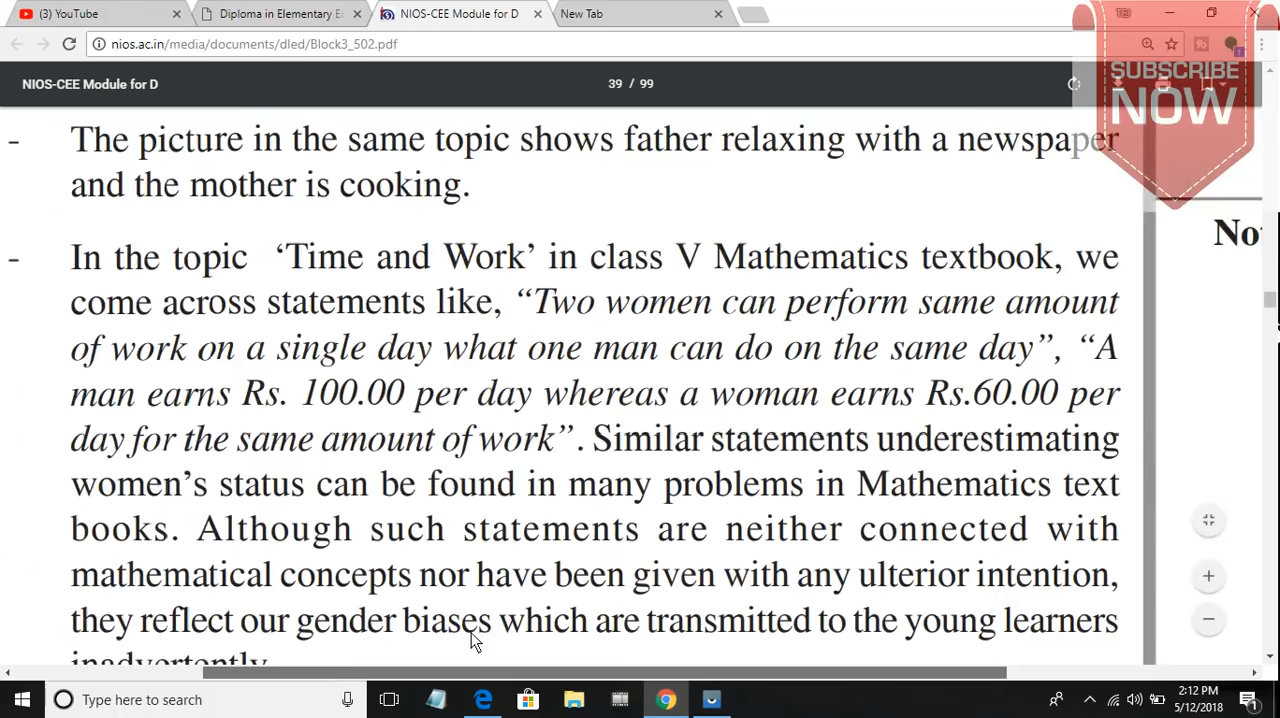 (3) YouTube
Diploma in Elementary Ec
NIOS-CEE Module for D
New Tab
nios.ac.in/media/documents/dled/Block3_502.pdf
NIOS-CEE Module for D
39 / 99
SUBSCRIBE
NOW
- The picture in the same topic shows father relaxing with a newspaper
and the mother is cooking.
- In the topic ‘Time and Work’ in class V Mathematics textbook, we
come across statements like, “Two women can perform same amount
of work on a single day what one man can do on the same day”, “A
man earns Rs. 100.00 per day whereas a woman earns Rs.60.00 per
day for the same amount of work”. Similar statements underestimating
women’s status can be found in many problems in Mathematics text
books. Although such statements are neither connected with
mathematical concepts nor have been given with any ulterior intention,
they reflect our gender biases which are transmitted to the young learners
inadvertently.
Not
Type here to search
2:12 PM
5/12/2018